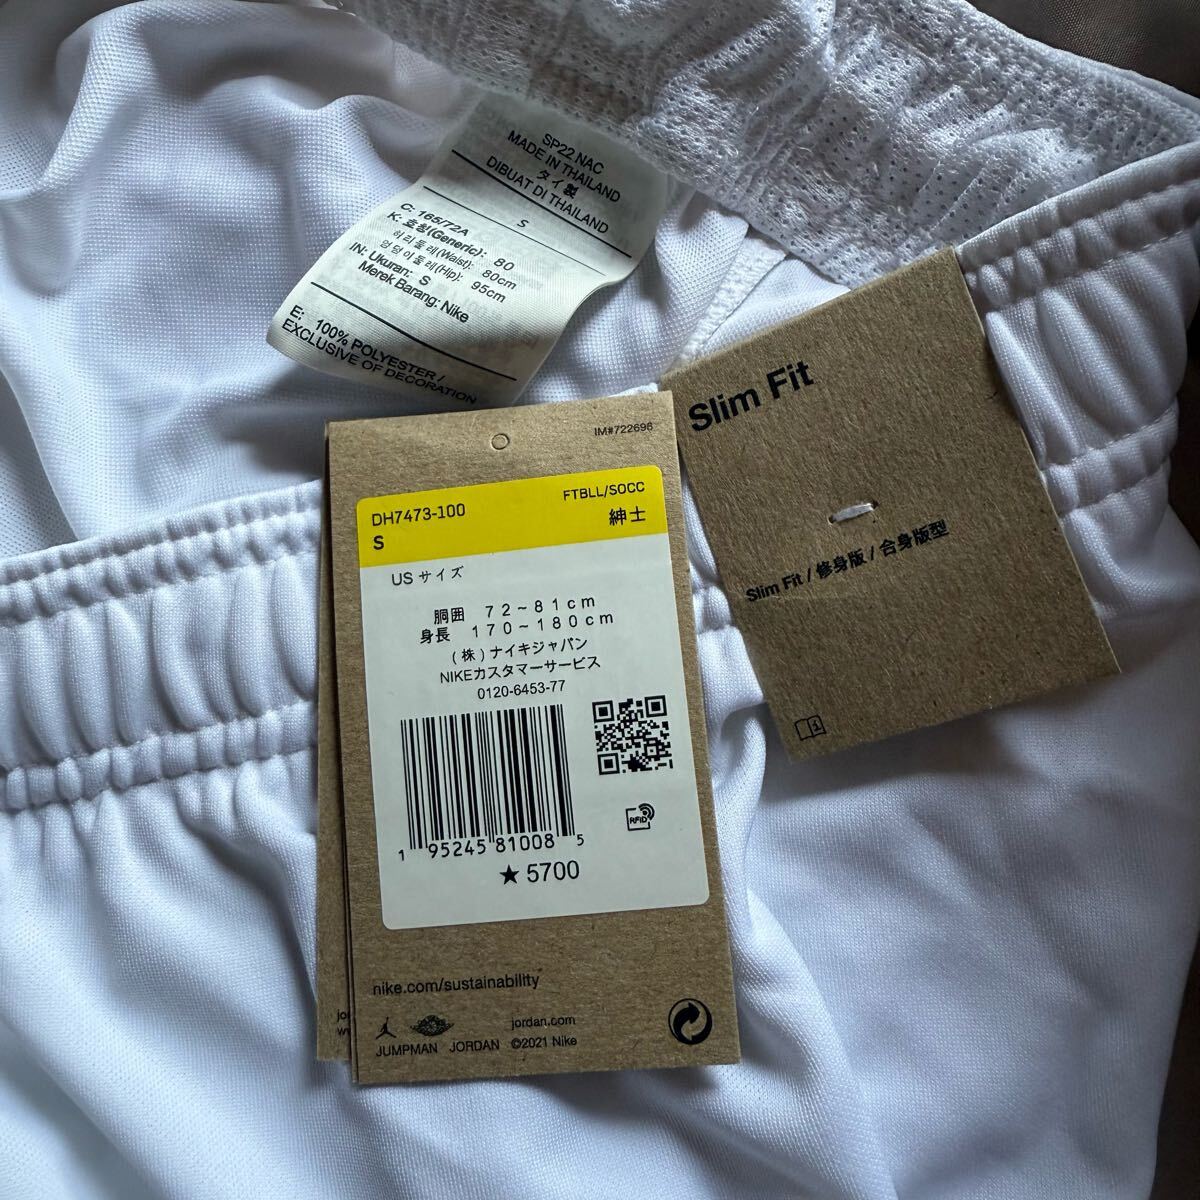 SP22 NAC
MADE IN THAILAND
タイ製
DIBUAT DI THAILAND
S
C: 165/72A
K: 호칭(Generic): 80
허리둘레(Waist): 80cm
엉덩이둘레(Hip): 95cm
IN: Ukuran: S
Merek Barang: Nike
E: 100% POLYESTER /
EXCLUSIVE OF DECORATION
Slim Fit
Slim Fit / 修身版 / 合身版型
IM#722698
DH7473-100
FTBLL/SOCC
S
紳士
US サイズ
胴囲 72~81cm
身長 170~180cm
(株)ナイキジャパン
NIKEカスタマーサービス
0120-6453-77
RFID
1 95245 81008 5
★5700
nike.com/sustainability
jordan.com
JUMPMAN JORDAN ©2021 Nike